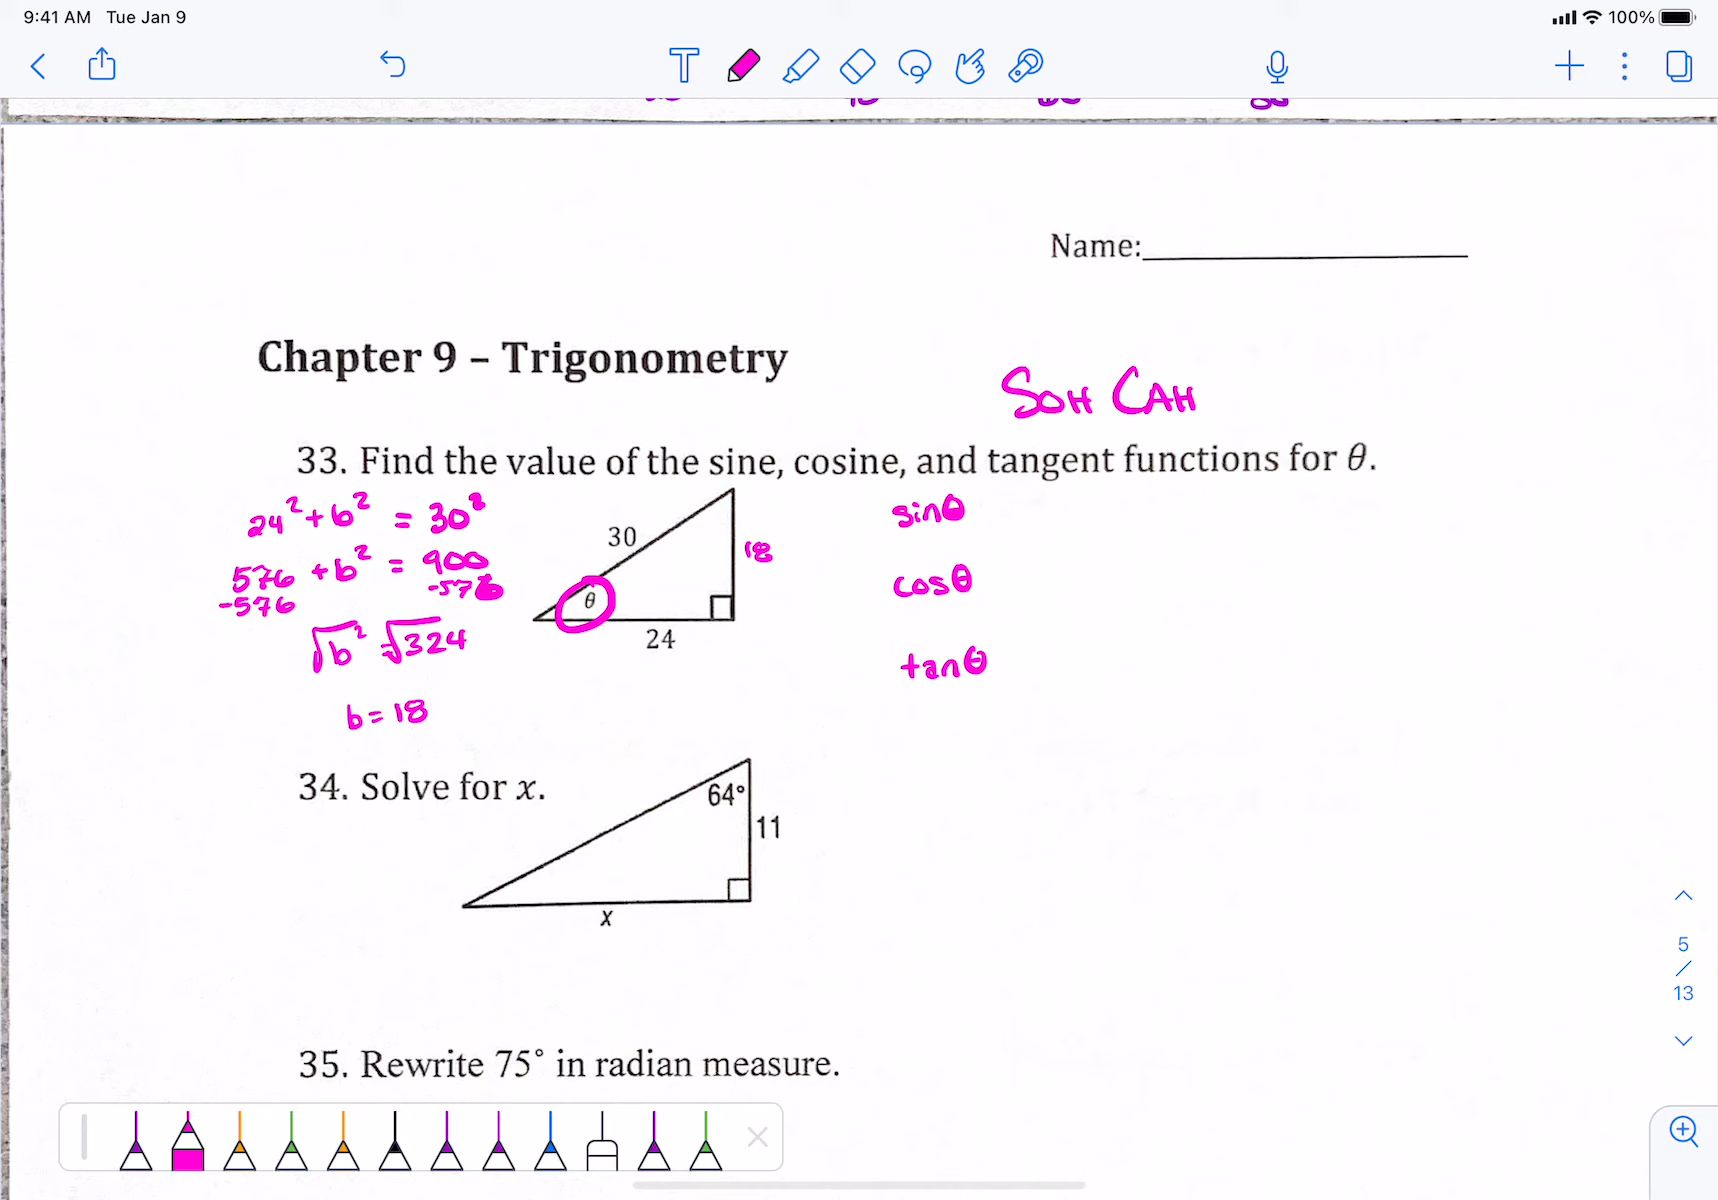 9:41 AM Tue Jan 9
100%
Name:
Chapter 9 – Trigonometry
SOH CAH
33. Find the value of the sine, cosine, and tangent functions for θ.
24² + b² = 30²
576 + b² = 900
-576 -576
√b² √324
b = 18
30
θ
24
18
sinθ
cosθ
tanθ
34. Solve for x.
64°
11
x
35. Rewrite 75° in radian measure.
5
/
13